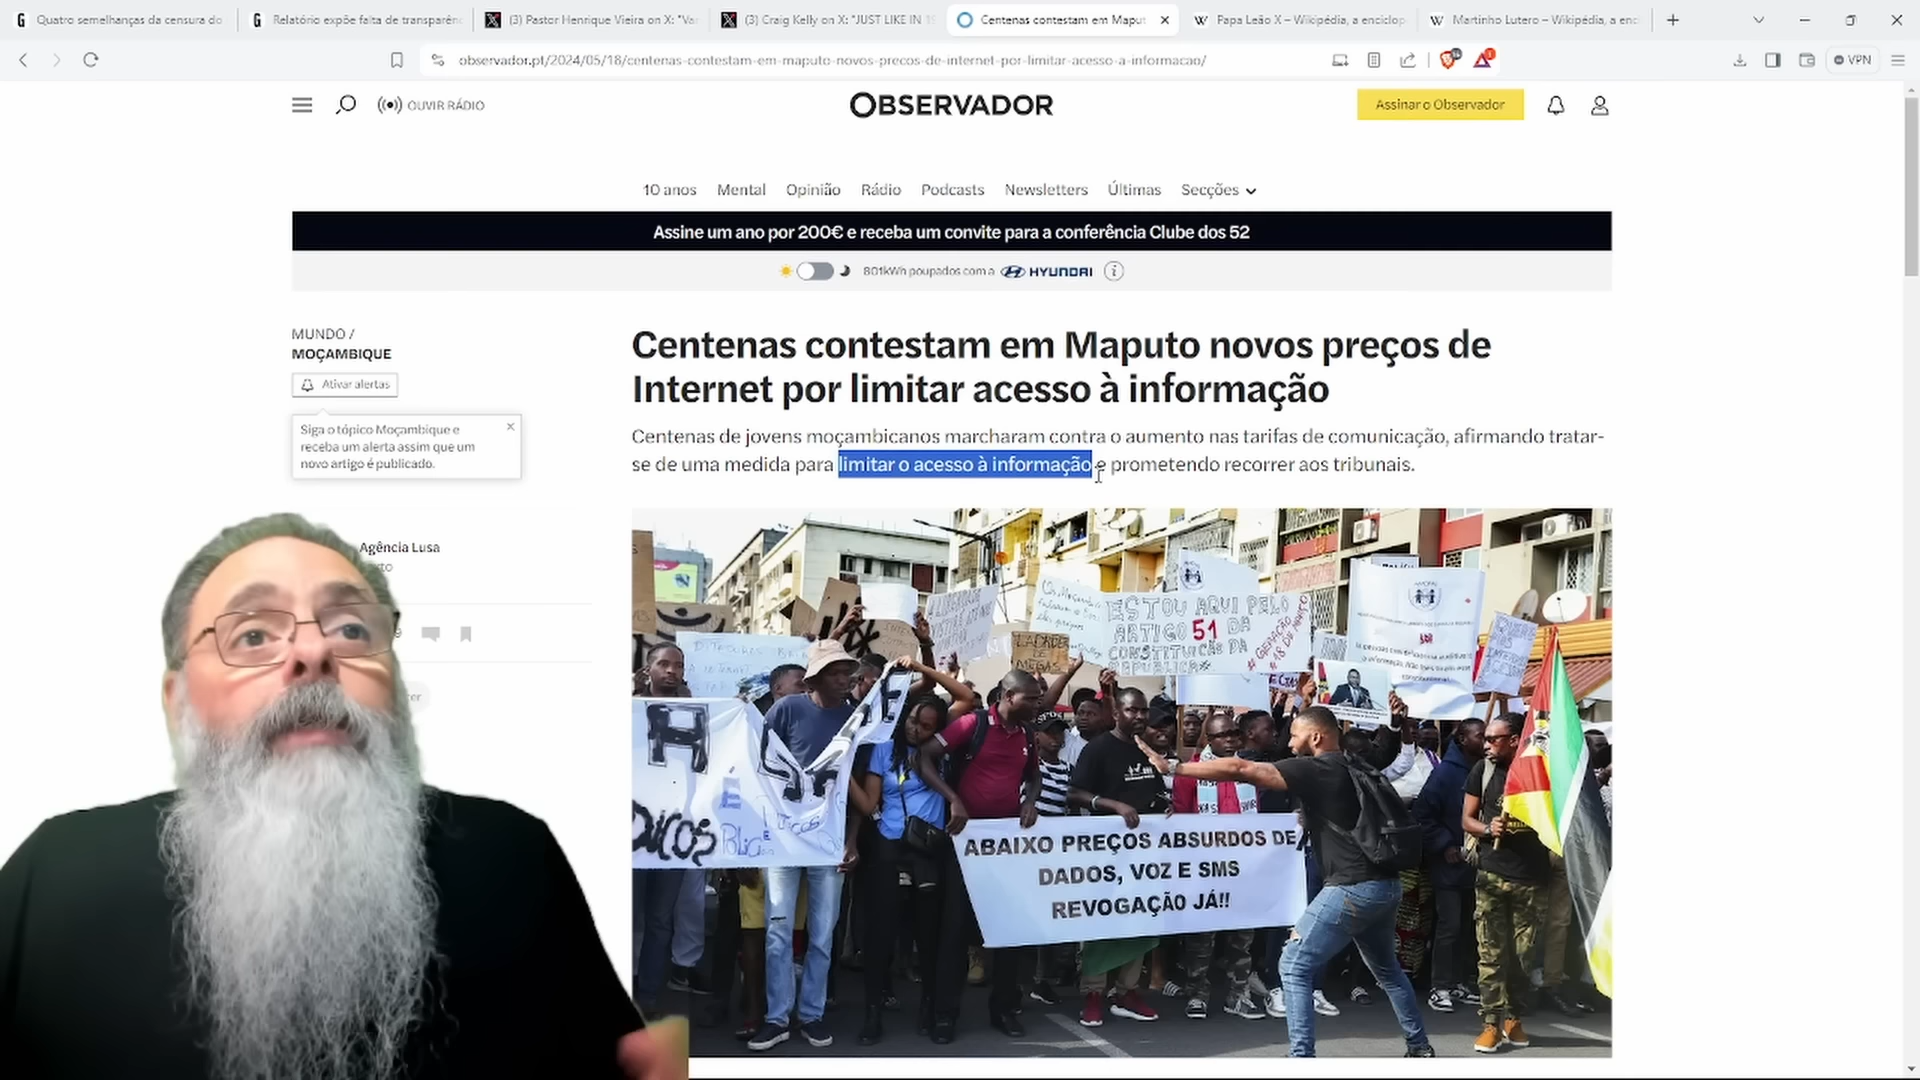 Quatro semelhanças da censura do
Relatório expõe falta de transparênc
(3) Pastor Henrique Vieira on X: "Var
(3) Craig Kelly on X: "JUST LIKE IN 1
Centenas contestam em Maput
Papa Leão X – Wikipédia, a enciclop
Martinho Lutero – Wikipédia, a enc
observador.pt/2024/05/18/centenas-contestam-em-maputo-novos-precos-de-internet-por-limitar-acesso-a-informacao/
VPN
OUVIR RÁDIO
OBSERVADOR
Assinar o Observador
10 anos Mental Opinião Rádio Podcasts Newsletters Últimas Secções
Assine um ano por 200€ e receba um convite para a conferência Clube dos 52
801kWh poupados com a HYUNDAI
MUNDO /
MOÇAMBIQUE
Ativar alertas
Siga o tópico Moçambique e
receba um alerta assim que um
novo artigo é publicado.
Centenas contestam em Maputo novos preços de
Internet por limitar acesso à informação
Centenas de jovens moçambicanos marcharam contra o aumento nas tarifas de comunicação, afirmando tratar-
se de uma medida para limitar o acesso à informação e prometendo recorrer aos tribunais.
Agência Lusa
ESTOU AQUI PELO
ARTIGO 51 DA
CONSTITUIÇÃO DA
REPÚBLICA
LADRÕES
DE
MEGAS
ABAIXO PREÇOS ABSURDOS DE
DADOS, VOZ E SMS
REVOGAÇÃO JÁ!!